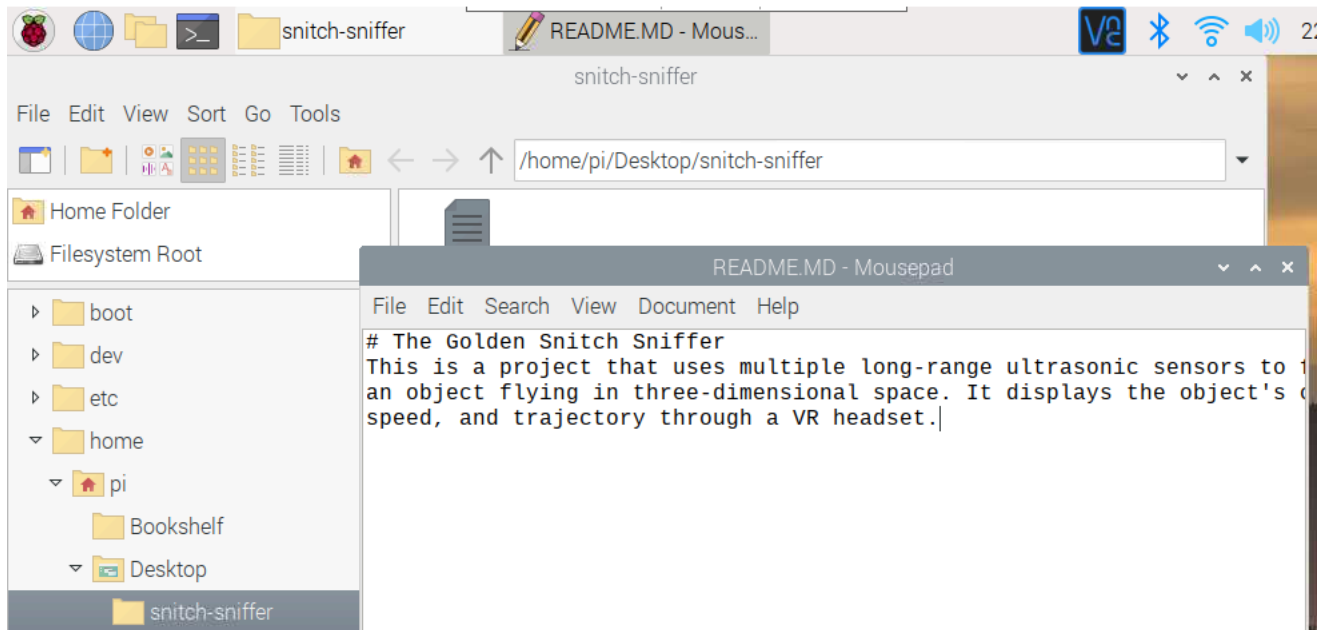 snitch-sniffer
README.MD - Mous...
snitch-sniffer
File Edit View Sort Go Tools
/home/pi/Desktop/snitch-sniffer
Home Folder
Filesystem Root
boot
dev
etc
home
pi
Bookshelf
Desktop
snitch-sniffer
README.MD - Mousepad
File Edit Search View Document Help
# The Golden Snitch Sniffer
This is a project that uses multiple long-range ultrasonic sensors to
an object flying in three-dimensional space. It displays the object's
speed, and trajectory through a VR headset.